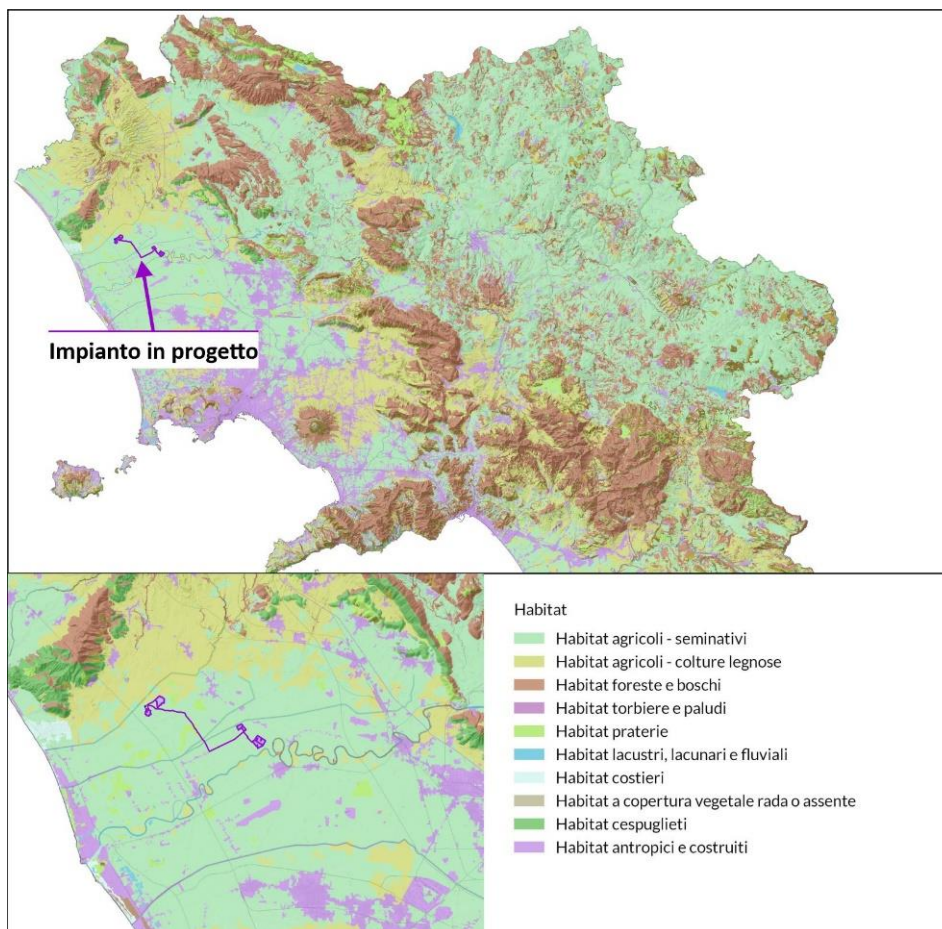 Impianto in progetto
Habitat
Habitat agricoli - seminativi
Habitat agricoli - colture legnose
Habitat foreste e boschi
Habitat torbiere e paludi
Habitat praterie
Habitat lacustri, lacunari e fluviali
Habitat costieri
Habitat a copertura vegetale rada o assente
Habitat cespuglieti
Habitat antropici e costruiti